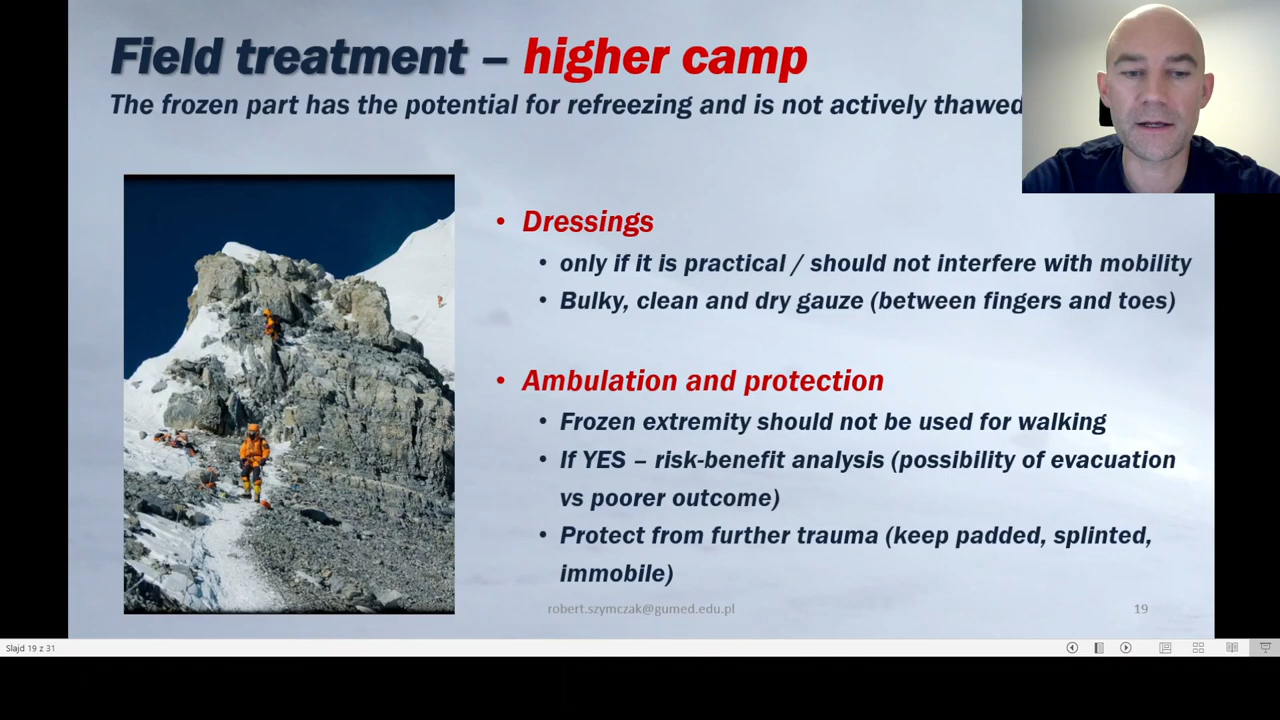 Field treatment – higher camp
The frozen part has the potential for refreezing and is not actively thawed
• Dressings
• only if it is practical / should not interfere with mobility
• Bulky, clean and dry gauze (between fingers and toes)
• Ambulation and protection
• Frozen extremity should not be used for walking
• If YES – risk-benefit analysis (possibility of evacuation
vs poorer outcome)
• Protect from further trauma (keep padded, splinted,
immobile)
robert.szymczak@gumed.edu.pl
19
Slajd 19 z 31